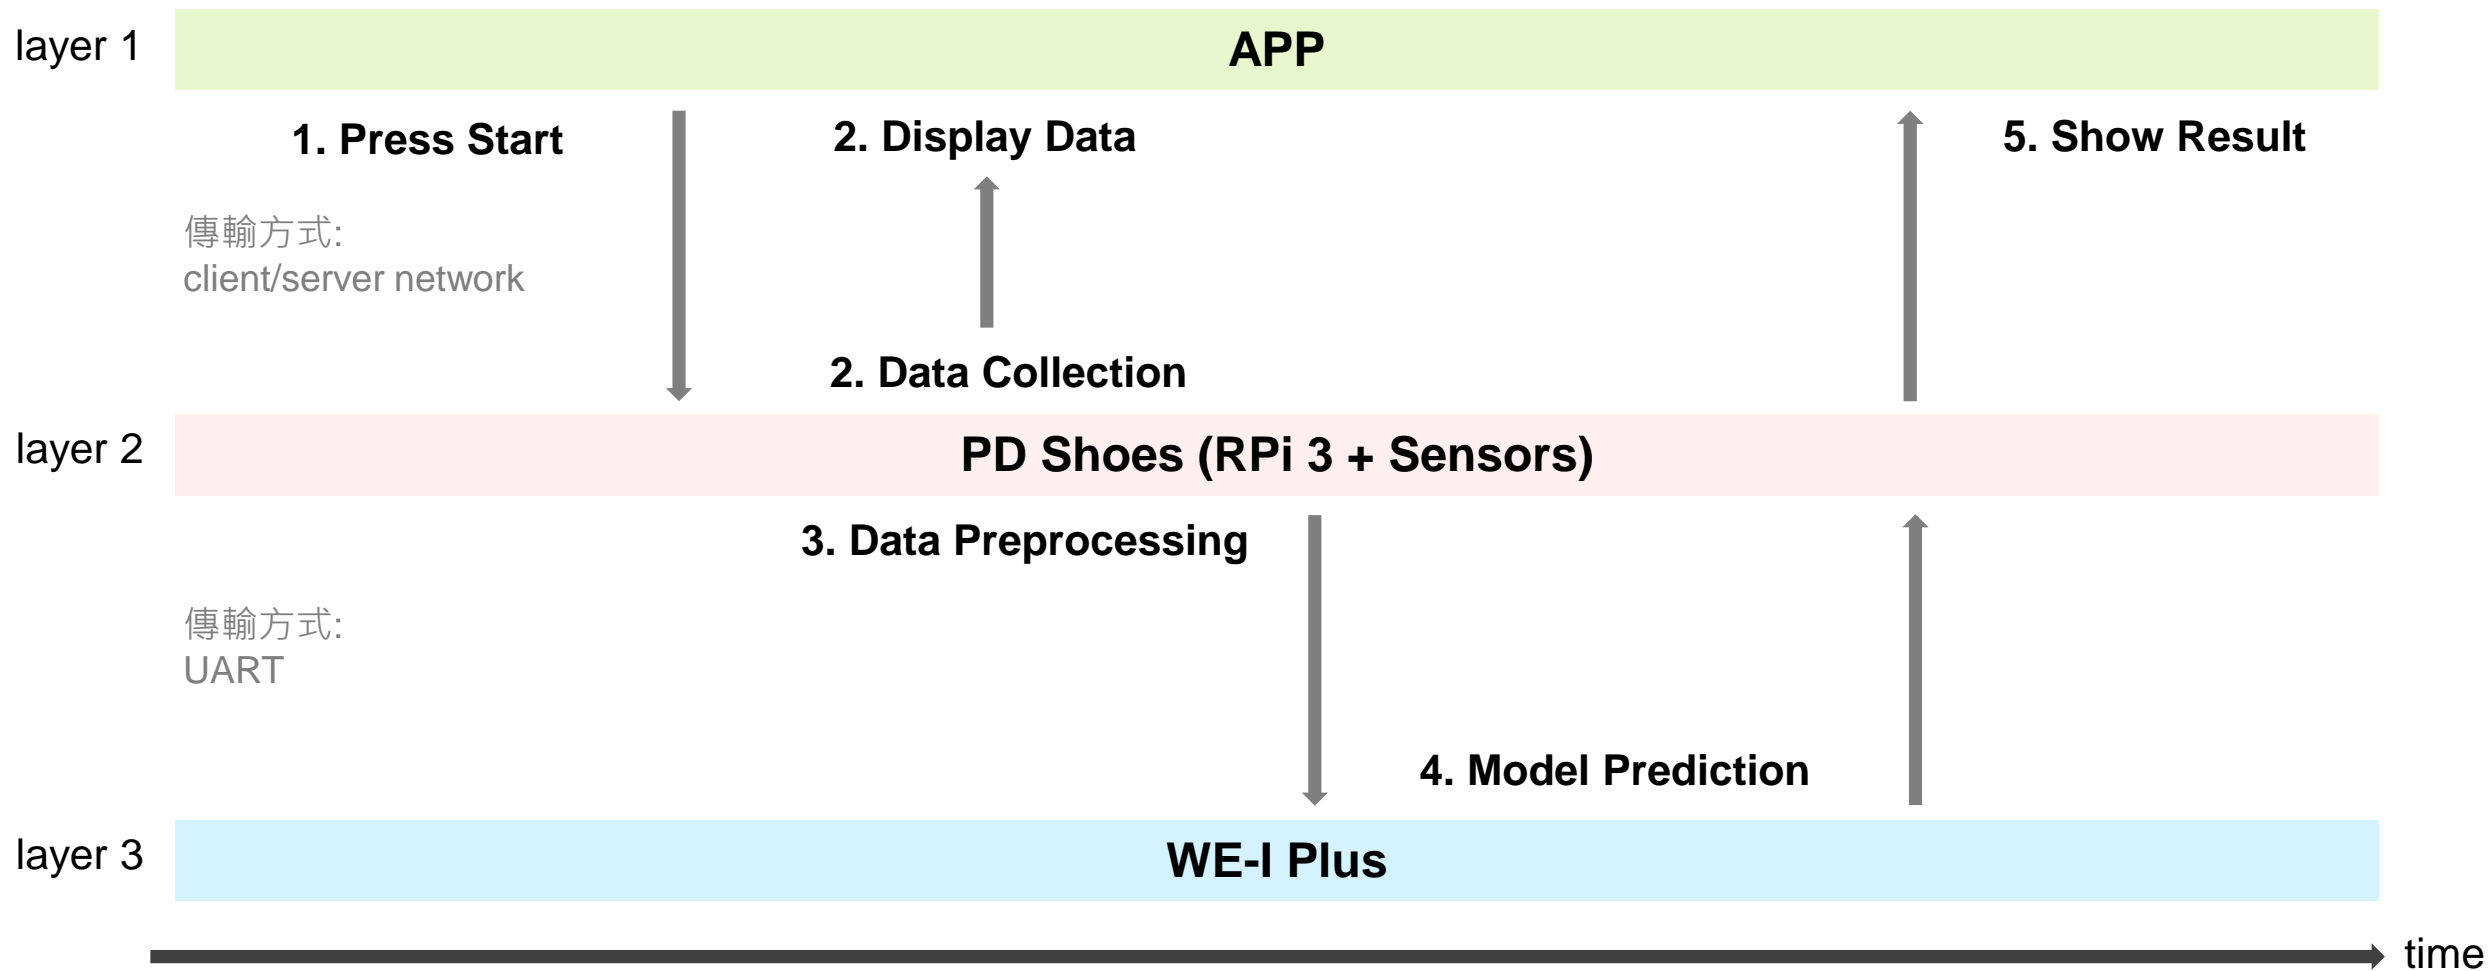 layer 1
APP
1. Press Start
2. Display Data
5. Show Result
傳輸方式:
client/server network
2. Data Collection
layer 2
PD Shoes (RPi 3 + Sensors)
3. Data Preprocessing
傳輸方式:
UART
4. Model Prediction
layer 3
WE-I Plus
time